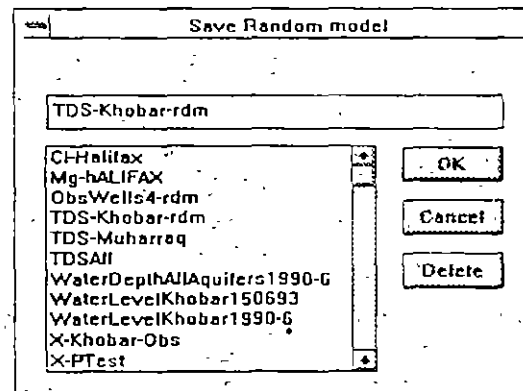 Save Random model
TDS-Khobar-rdm
Cl-Halifax
Mg-hALIFAX
ObsWells4-rdm
TDS-Khobar-rdm
TDS-Muharraq
TDSAll
WaterDepthAllAquifers1990-6
WaterLevelKhobar150693
WaterLevelKhobar1990-6
X-Khobar-Obs
X-PTest
OK
Cancel
Delete